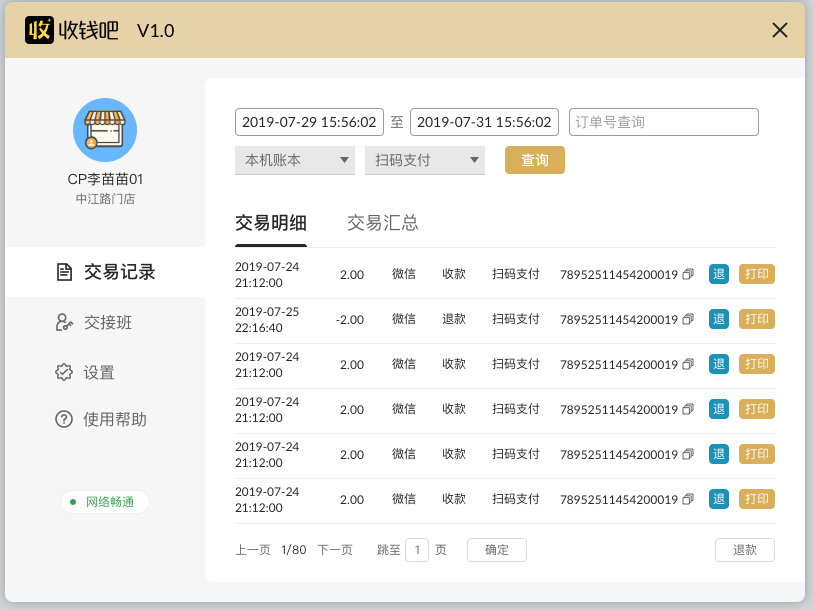 收 收钱吧 V1.0
CP李苗苗01
中江路门店
交易记录
交接班
设置
使用帮助
网络畅通
2019-07-29 15:56:02 至 2019-07-31 15:56:02 订单号查询
本机账本 扫码支付 查询
交易明细 交易汇总
2019-07-24
21:12:00 2.00 微信 收款 扫码支付 78952511454200019 退 打印
2019-07-25
22:16:40 -2.00 微信 退款 扫码支付 78952511454200019 退 打印
2019-07-24
21:12:00 2.00 微信 收款 扫码支付 78952511454200019 退 打印
2019-07-24
21:12:00 2.00 微信 收款 扫码支付 78952511454200019 退 打印
2019-07-24
21:12:00 2.00 微信 收款 扫码支付 78952511454200019 退 打印
2019-07-24
21:12:00 2.00 微信 收款 扫码支付 78952511454200019 退 打印
上一页 1/80 下一页 跳至 1 页 确定 退款